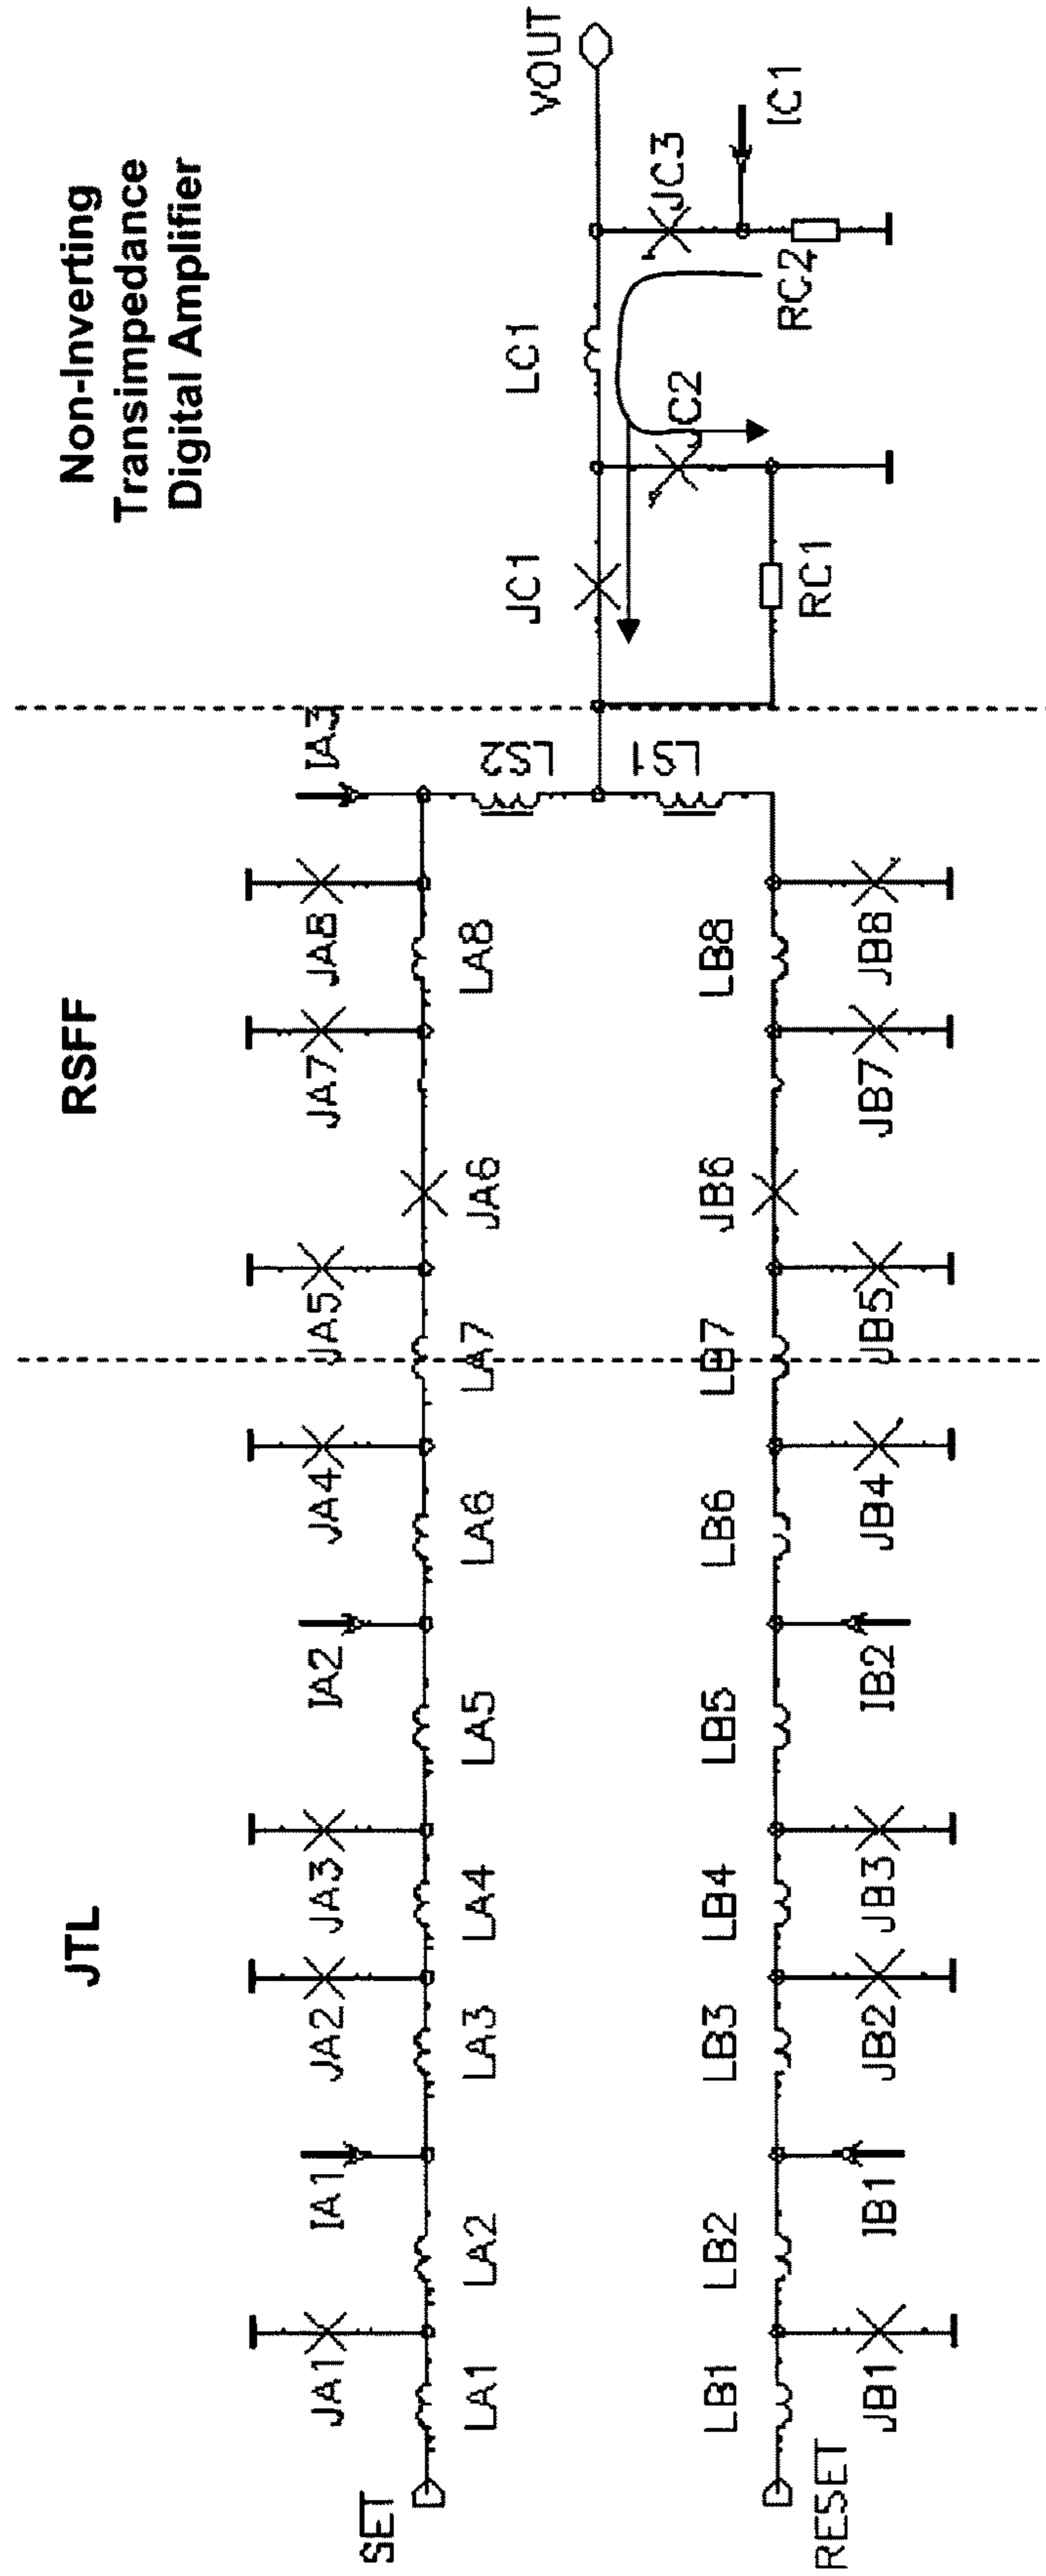 JTL
RSFF
Non-Inverting
Transimpedance
Digital Amplifier
JA1
IA1
JA2
JA3
IA2
JA4
JA5
JA7
JA8
IA3
SET
LA1
LA2
LA3
LA4
LA5
LA6
LA7
JA6
LA8
LS2
JC1
LC1
VOUT
LS1
JC2
JC3
LB1
LB2
LB3
LB4
LB5
LB6
LB7
JB6
LB8
RC1
RC2
IC1
RESET
JB1
IB1
JB2
JB3
IB2
JB4
JB5
JB7
JB8